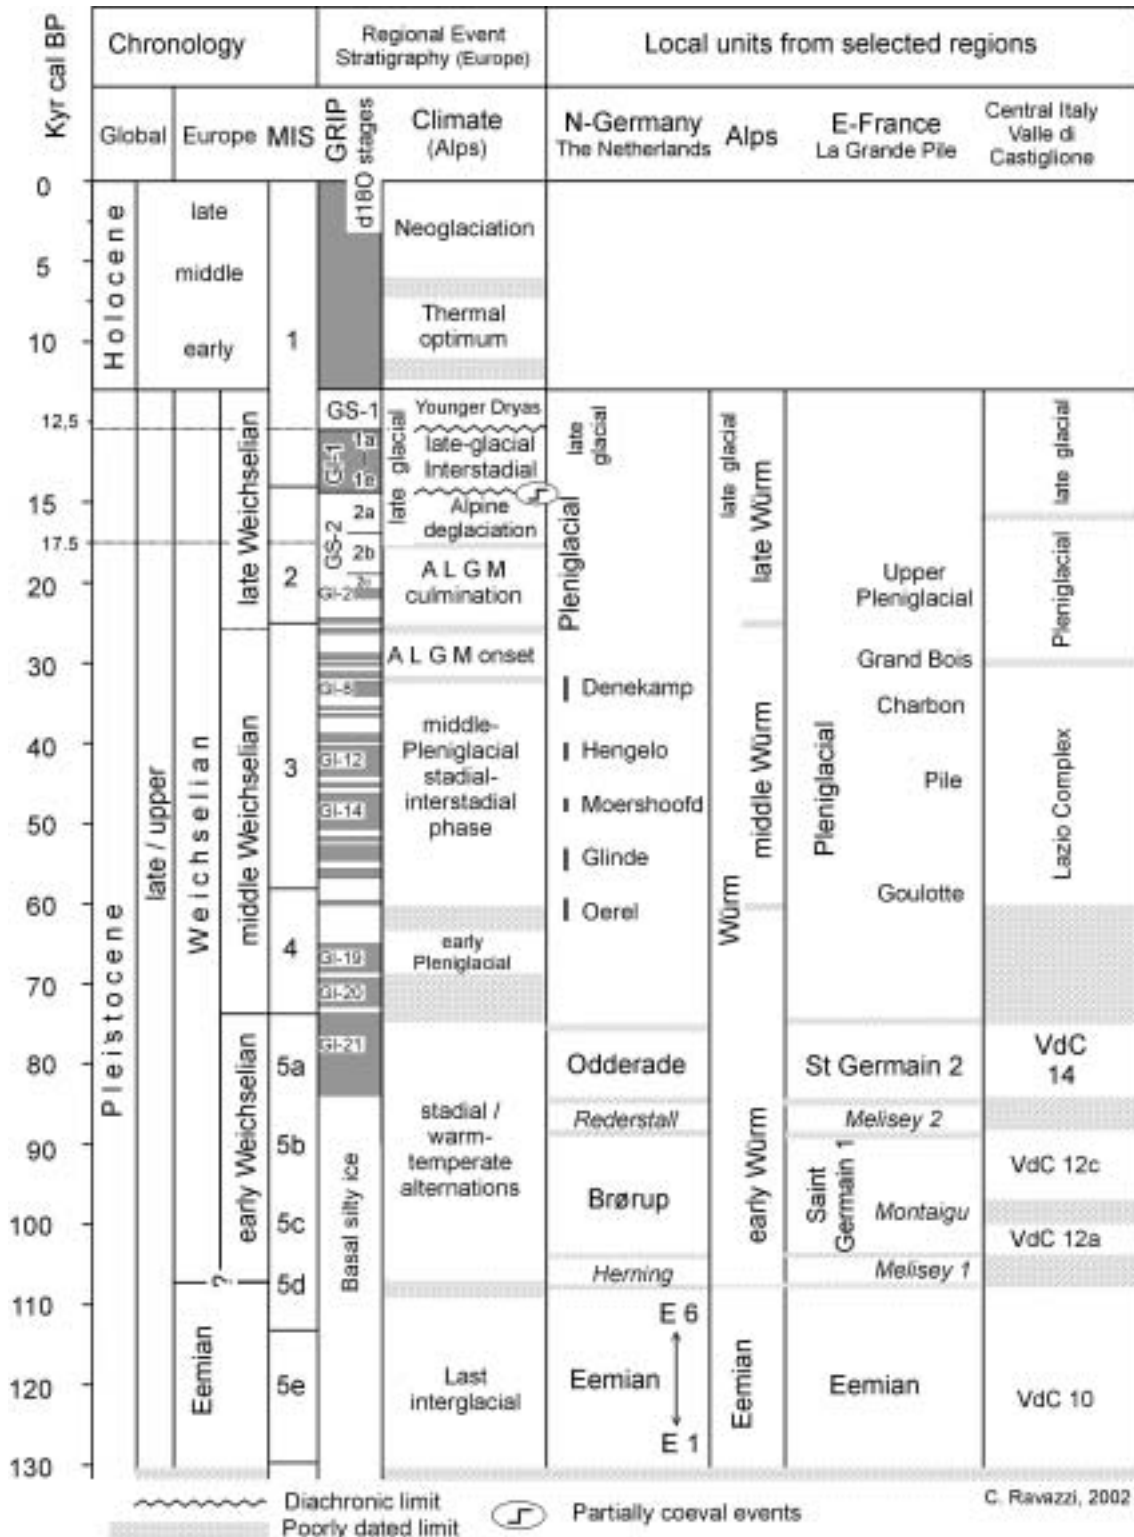 Kyr cal BP
Chronology
Regional Event
Stratigraphy (Europe)
Local units from selected regions
Global
Europe
MIS
GRIP
d18O stages
Climate
(Alps)
N-Germany
The Netherlands
Alps
E-France
La Grande Pile
Central Italy
Valle di
Castiglione
0
5
10
12,5
15
17.5
20
30
40
50
60
70
80
90
100
110
120
130
Holocene
Pleistocene
late / upper
late
middle
early
Weichselian
Eemian
late Weichselian
middle Weichselian
early Weichselian
?
1
2
3
4
5a
5b
5c
5d
5e
GS-1
GI-1
1a
1e
GS-2
2a
2b
GI-2
GI-8
GI-12
GI-14
GI-19
GI-20
GI-21
Basal silty ice
Neoglaciation
Thermal
optimum
late glacial
Younger Dryas
late-glacial
Interstadial
Alpine
deglaciation
A L G M
culmination
A L G M onset
middle-
Pleniglacial
stadial-
interstadial
phase
early
Pleniglacial
stadial /
warm-
temperate
alternations
Last
interglacial
late
glacial
Pleniglacial
Denekamp
Hengelo
Moershoofd
Glinde
Oerel
Odderade
Rederstall
Brørup
Herning
E 6
Eemian
E 1
late glacial
late Würm
middle Würm
Würm
early Würm
Eemian
Upper
Pleniglacial
Grand Bois
Charbon
Pleniglacial
Pile
Goulotte
St Germain 2
Melisey 2
Saint
Germain 1
Montaigu
Melisey 1
Eemian
late glacial
Pleniglacial
Lazio Complex
VdC
14
VdC 12c
VdC 12a
VdC 10
Diachronic limit
Poorly dated limit
Partially coeval events
C. Ravazzi, 2002